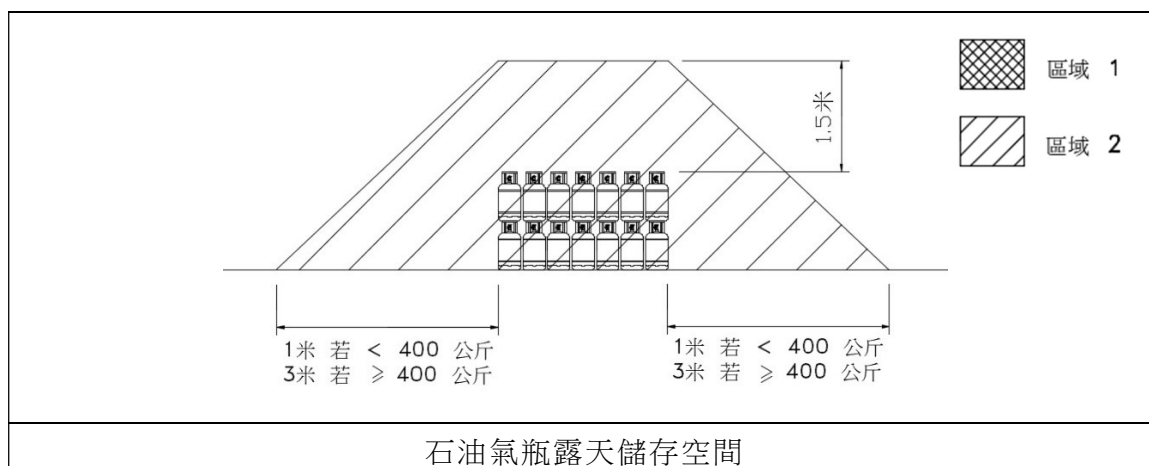 區域 1
區域 2
1.5米
1米 若 < 400 公斤
3米 若 ≥ 400 公斤
1米 若 < 400 公斤
3米 若 ≥ 400 公斤
石油氣瓶露天儲存空間